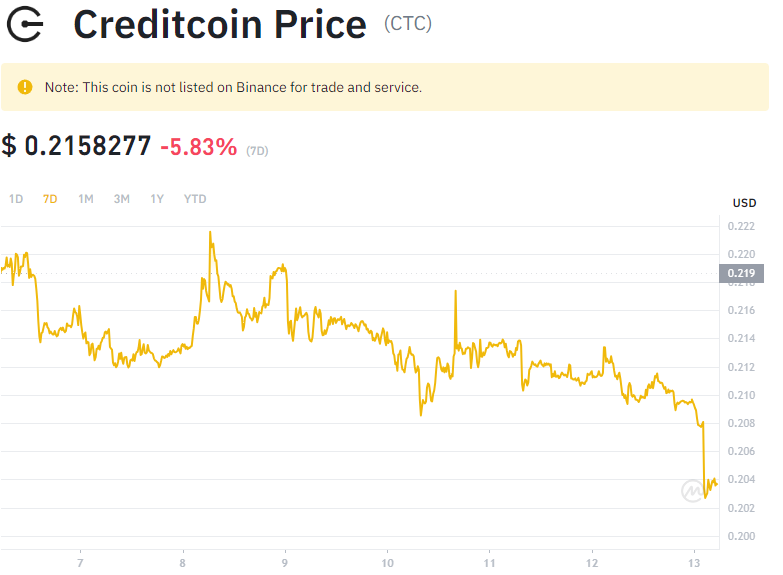 Creditcoin Price (CTC)
Note: This coin is not listed on Binance for trade and service.
$ 0.2158277 -5.83% (7D)
1D 7D 1M 3M 1Y YTD
USD
0.222
0.220
0.219
0.216
0.214
0.212
0.210
0.208
0.206
0.204
0.202
0.200
7 8 9 10 11 12 13